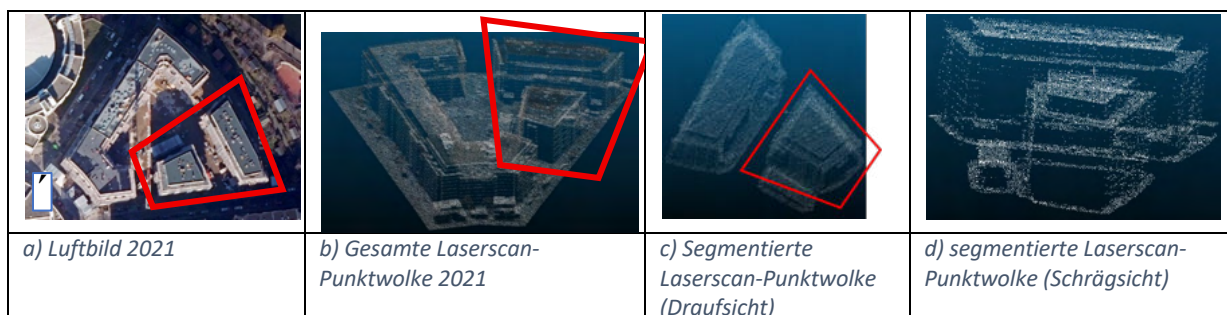 a) Luftbild 2021
b) Gesamte Laserscan-
Punktwolke 2021
c) Segmentierte
Laserscan-Punktwolke
(Draufsicht)
d) segmentierte Laserscan-
Punktwolke (Schrägsicht)